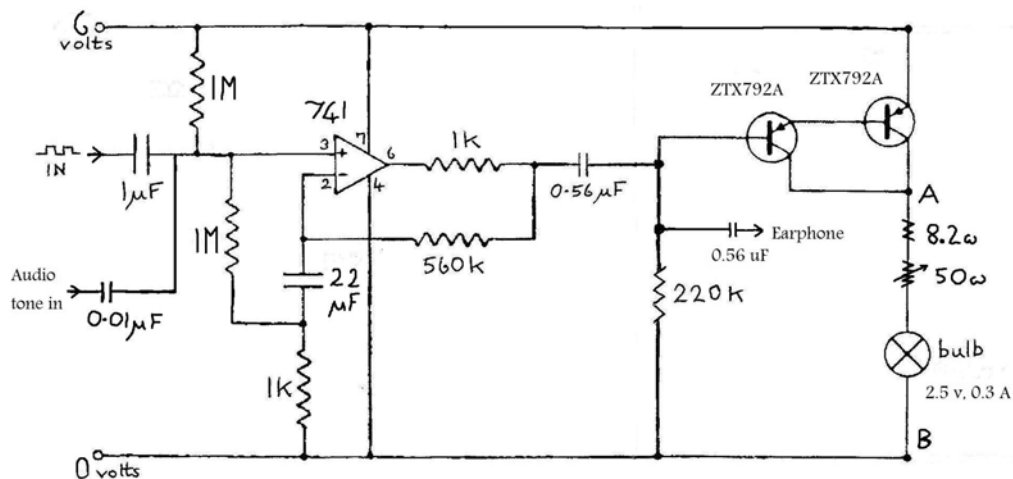 6
volts
1M
ZTX792A
ZTX792A
741
3
+
7
6
-
2
4
1k
IN
1μF
0.56μF
A
1M
8.2ω
560k
Earphone
0.56 uF
50ω
Audio
tone in
22
μF
220k
0.01μF
bulb
2.5 v, 0.3 A
1k
B
0 volts